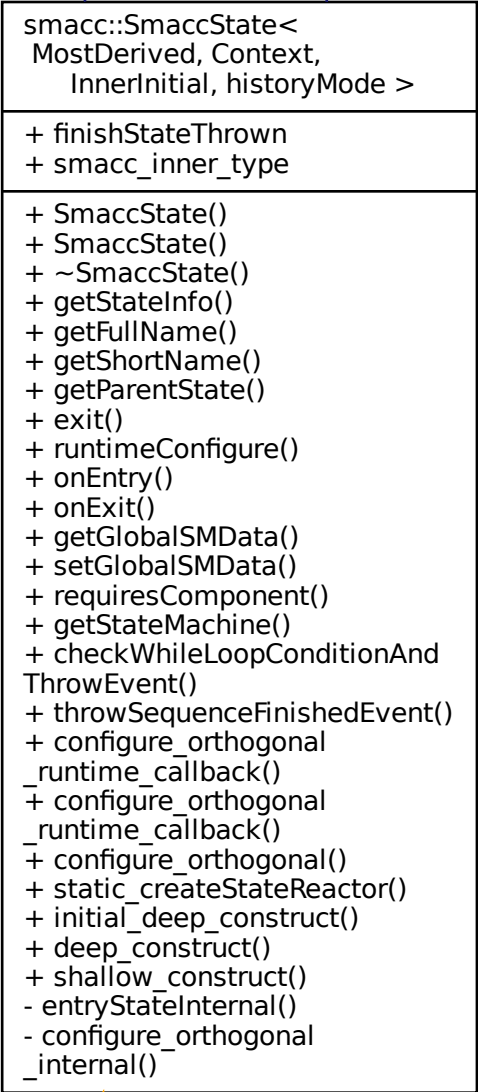 smacc::SmaccState<
MostDerived, Context,
InnerInitial, historyMode >
+ finishStateThrown
+ smacc_inner_type
+ SmaccState()
+ SmaccState()
+ ~SmaccState()
+ getStateInfo()
+ getFullName()
+ getShortName()
+ getParentState()
+ exit()
+ runtimeConfigure()
+ onEntry()
+ onExit()
+ getGlobalSMData()
+ setGlobalSMData()
+ requiresComponent()
+ getStateMachine()
+ checkWhileLoopConditionAnd
ThrowEvent()
+ throwSequenceFinishedEvent()
+ configure_orthogonal
_runtime_callback()
+ configure_orthogonal
_runtime_callback()
+ configure_orthogonal()
+ static_createStateReactor()
+ initial_deep_construct()
+ deep_construct()
+ shallow_construct()
- entryStateInternal()
- configure_orthogonal
_internal()